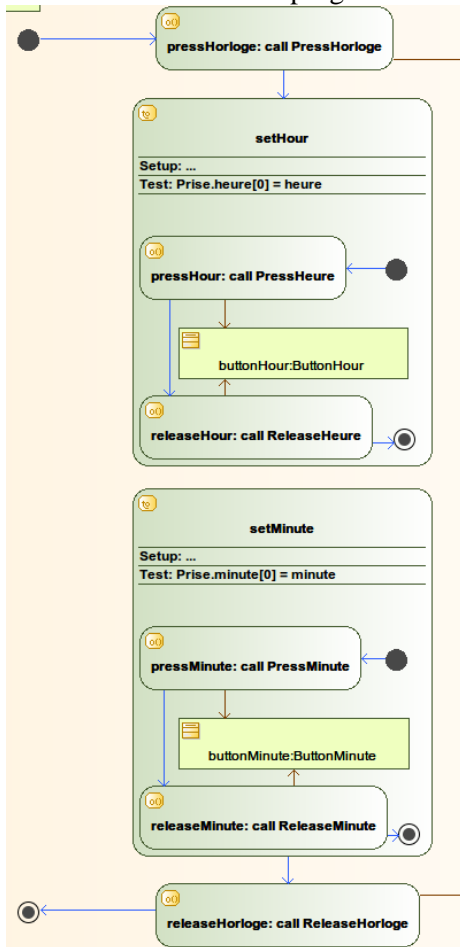 pressHorloge: call PressHorloge
setHour
Setup: ...
Test: Prise.heure[0] = heure
pressHour: call PressHeure
buttonHour:ButtonHour
releaseHour: call ReleaseHeure
setMinute
Setup: ...
Test: Prise.minute[0] = minute
pressMinute: call PressMinute
buttonMinute:ButtonMinute
releaseMinute: call ReleaseMinute
releaseHorloge: call ReleaseHorloge